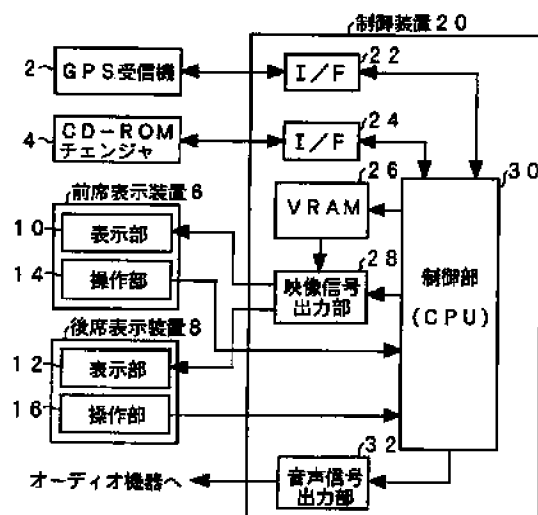 制御装置20
2
GPS受信機
I/F
22
4
CD-ROM
チェンジャ
I/F
24
26
30
前席表示装置6
VRAM
10
表示部
28
14
操作部
映像信号
出力部
制御部
(CPU)
後席表示装置8
12
表示部
16
操作部
32
オーディオ機器へ
音声信号
出力部